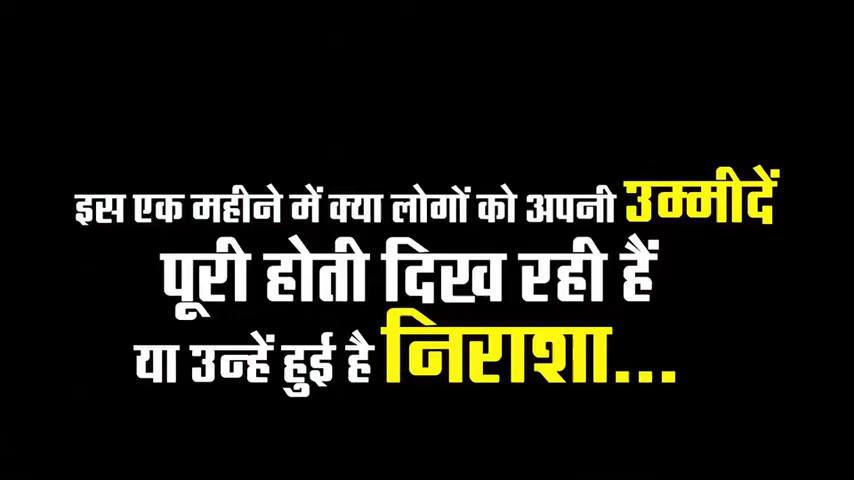 इस एक महीने में क्या लोगों को अपनी उम्मीदें
पूरी होती दिख रही हैं
या उन्हें हुई है निराशा...